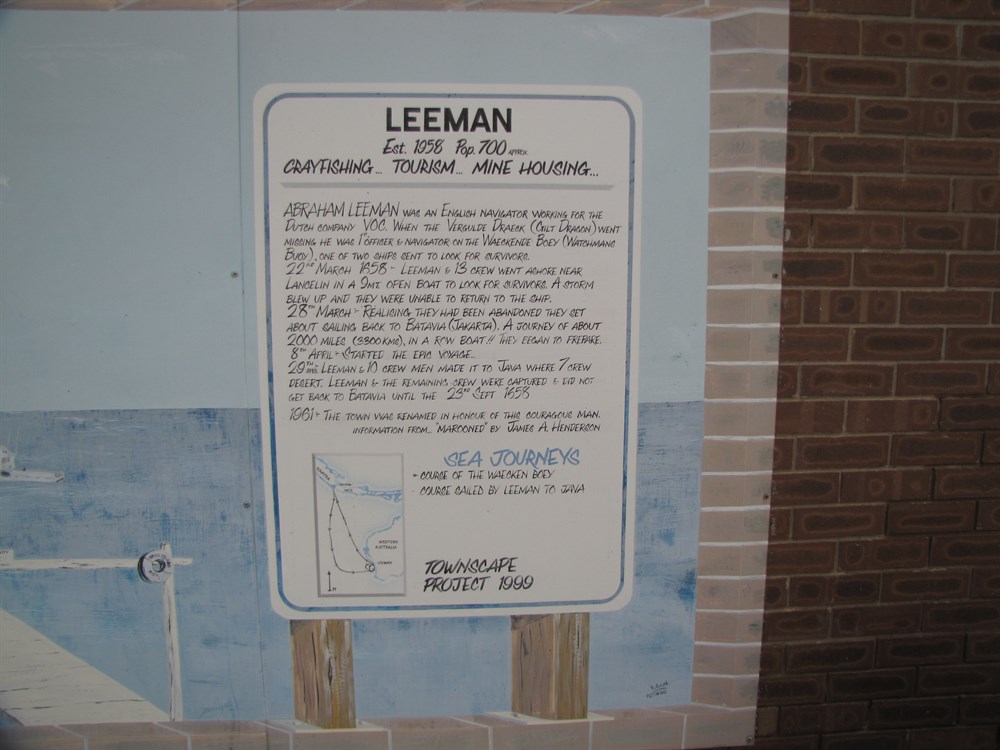 LEEMAN
Est. 1958 Pop. 700 APPROX.
CRAYFISHING... TOURISM... MINE HOUSING...
ABRAHAM LEEMAN WAS AN ENGLISH NAVIGATOR WORKING FOR THE
DUTCH COMPANY VOC. WHEN THE VERGULDE DRAECK (GILT DRAGON) WENT
MISSING HE WAS 1ST OFFICER & NAVIGATOR ON THE WAECKENDE BOEY (WATCHMANS
BUOY), ONE OF TWO SHIPS SENT TO LOOK FOR SURVIVORS.
22ND MARCH 1658 - LEEMAN & 13 CREW WENT ASHORE NEAR
LANCELIN IN A 9MT OPEN BOAT TO LOOK FOR SURVIVORS. A STORM
BLEW UP AND THEY WERE UNABLE TO RETURN TO THE SHIP.
28TH MARCH - REALISING THEY HAD BEEN ABANDONED THEY SET
ABOUT SAILING BACK TO BATAVIA (JAKARTA). A JOURNEY OF ABOUT
2000 MILES (3300KMS), IN A ROW BOAT!! THEY BEGAN TO PREPARE.
8TH APRIL - STARTED THE EPIC VOYAGE...
29TH APRIL LEEMAN & 10 CREW MEN MADE IT TO JAVA WHERE 7 CREW
DESERT. LEEMAN & THE REMAINING CREW WERE CAPTURED & DID NOT
GET BACK TO BATAVIA UNTIL THE 23RD SEPT 1658
1961 - THE TOWN WAS RENAMED IN HONOUR OF THIS COURAGOUS MAN.
INFORMATION FROM... "MAROONED" BY JAMES A. HENDERSON
SEA JOURNEYS
COURSE OF THE WAECKEN BOEY
COURSE SAILED BY LEEMAN TO JAVA
WESTERN
AUSTRALIA
LEEMAN
N
TOWNSCAPE
PROJECT 1999